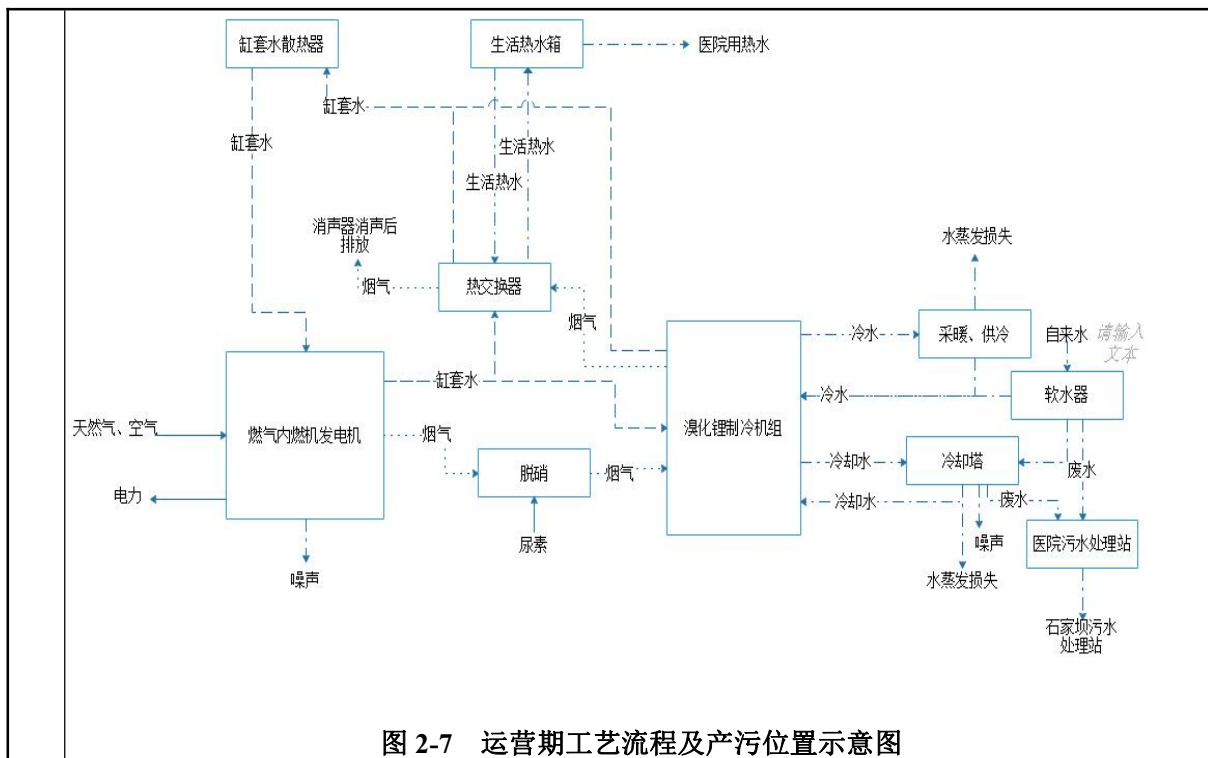 缸套水散热器
生活热水箱
医院用热水
缸套水
缸套水
生活热水
生活热水
消声器消声后
排放
水蒸发损失
烟气
热交换器
烟气
冷水
采暖、供冷
自来水
请输入
文本
缸套水
冷水
软水器
天然气、空气
燃气内燃机发电机
烟气
溴化锂制冷机组
脱硝
烟气
冷却水
冷却塔
废水
电力
冷却水
废水
尿素
噪声
医院污水处理站
噪声
水蒸发损失
石家坝污水
处理站
图 2-7 运营期工艺流程及产污位置示意图